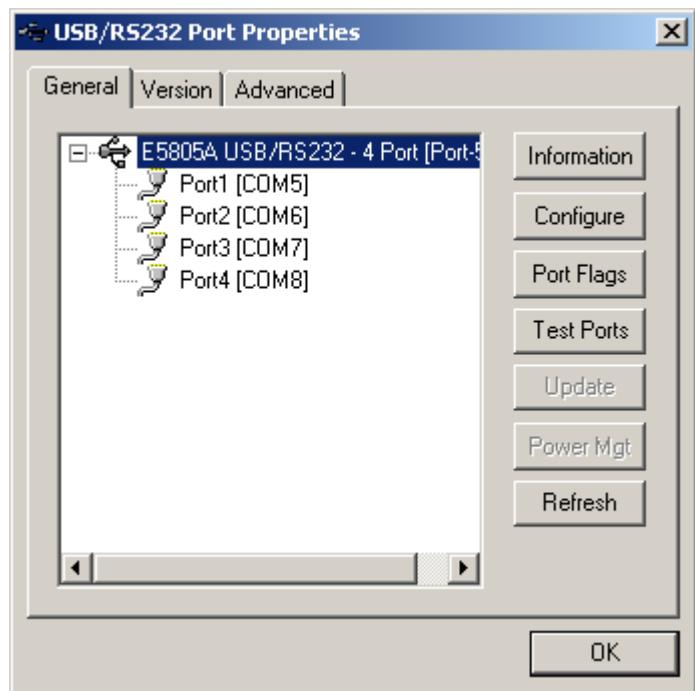 USB/RS232 Port Properties
General
Version
Advanced
E5805A USB/RS232 - 4 Port [Port-
Port1 [COM5]
Port2 [COM6]
Port3 [COM7]
Port4 [COM8]
Information
Configure
Port Flags
Test Ports
Update
Power Mgt
Refresh
OK